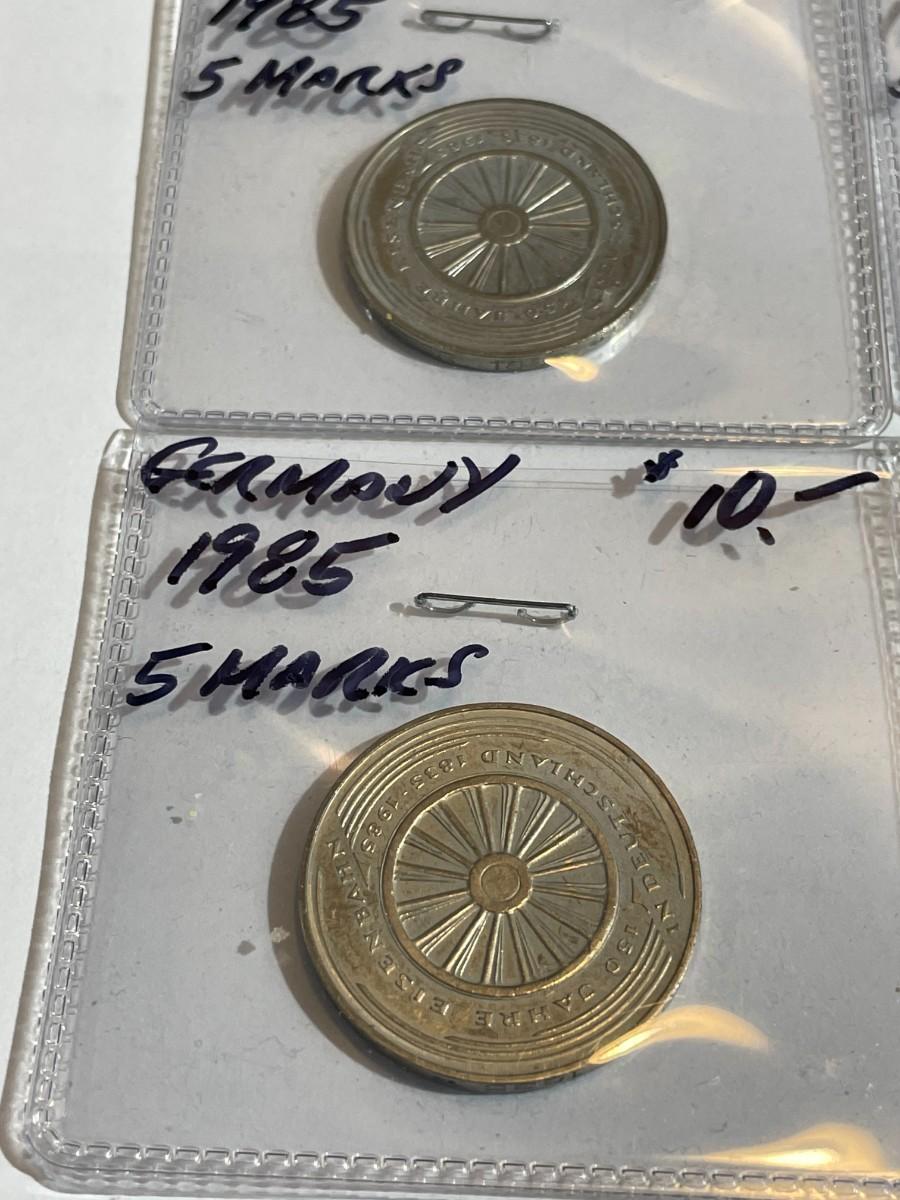 1985
5 MARKS
GERMANY
$10.-
1985
5 MARKS
150 JAHRE EISENBAHN
IN DEUTSCHLAND 1835-1985